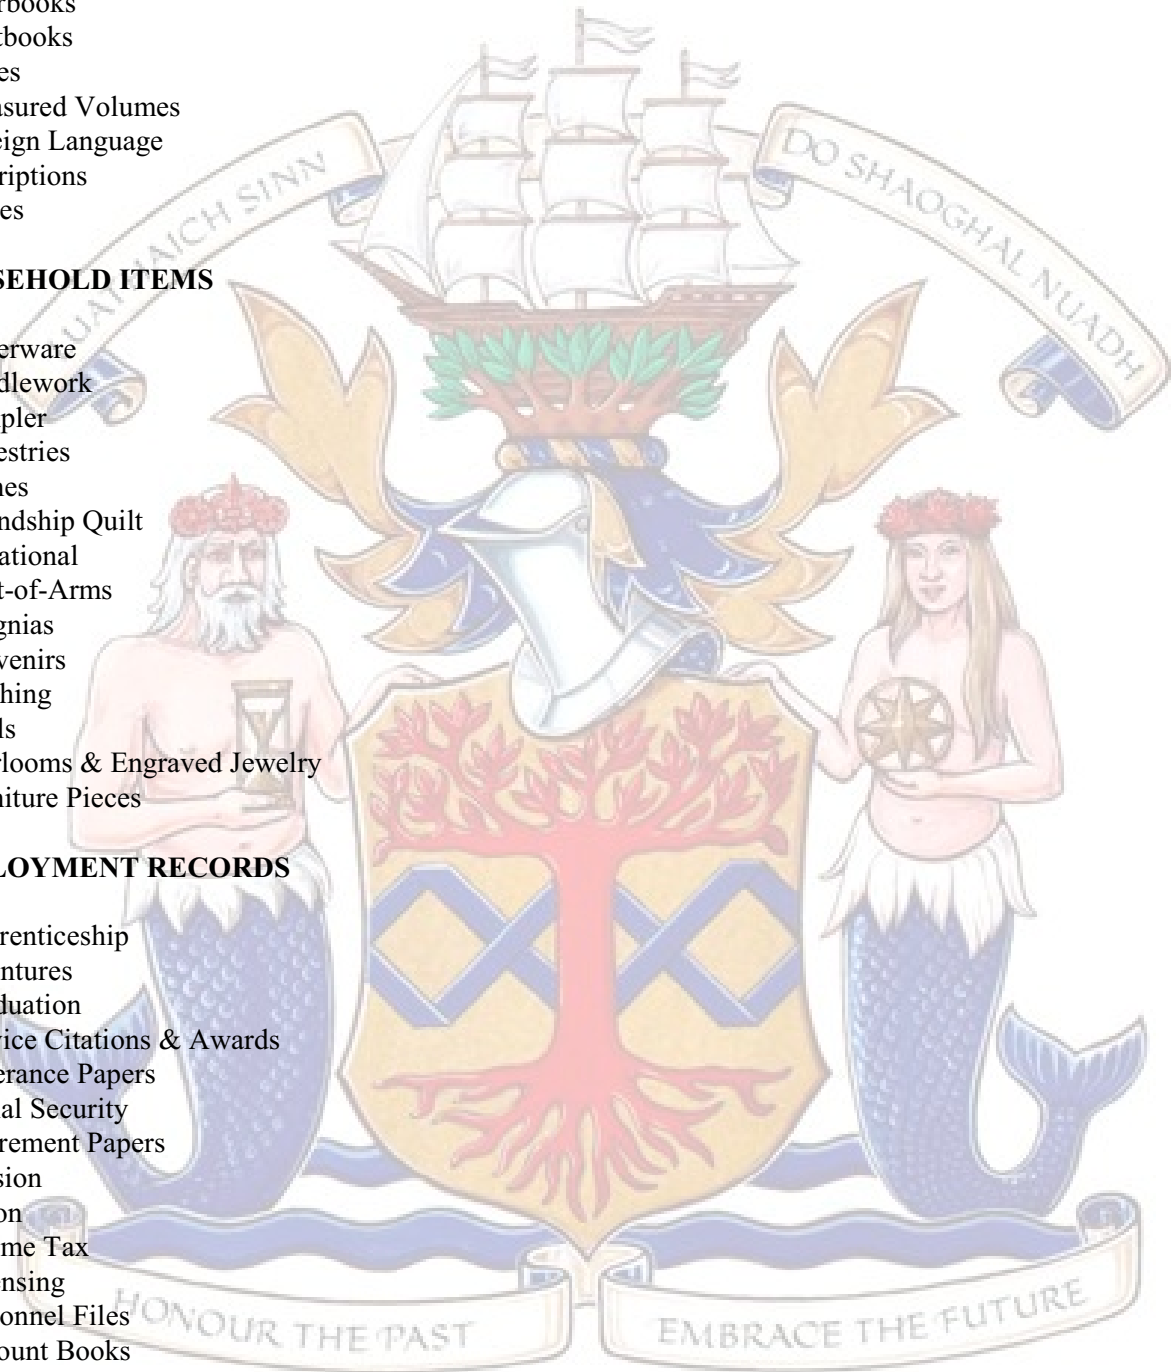 rbooks
tbooks
es
asured Volumes
eign Language
riptions
es
SEHOLD ITEMS
erware
dlework
pler
estries
nes
ndship Quilt
ational
t-of-Arms
gnias
venirs
hing
ls
rlooms & Engraved Jewelry
niture Pieces
LOYMENT RECORDS
renticeship
ntures
duation
vice Citations & Awards
erance Papers
al Security
rement Papers
sion
on
me Tax
nsing
onnel Files
ount Books
SINN
DO SHAOGHAL NUADH
HONOUR THE PAST
EMBRACE THE FUTURE